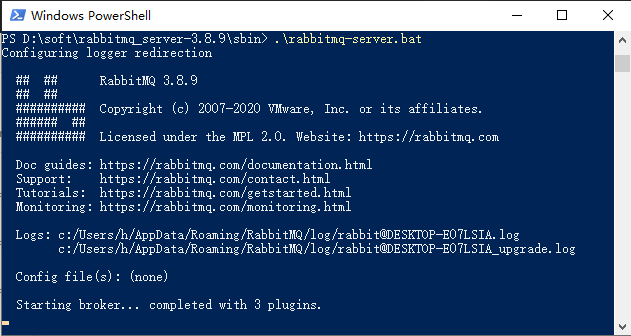 Windows PowerShell
PS D:\soft\rabbitmq_server-3.8.9\sbin> .\rabbitmq-server.bat
Configuring logger redirection
  ##  ##      RabbitMQ 3.8.9
  ##  ##
  ##########  Copyright (c) 2007-2020 VMware, Inc. or its affiliates.
  ######  ##
  ##########  Licensed under the MPL 2.0. Website: https://rabbitmq.com
  Doc guides: https://rabbitmq.com/documentation.html
  Support:    https://rabbitmq.com/contact.html
  Tutorials:  https://rabbitmq.com/getstarted.html
  Monitoring: https://rabbitmq.com/monitoring.html
  Logs: c:/Users/h/AppData/Roaming/RabbitMQ/log/rabbit@DESKTOP-E07LSIA.log
        c:/Users/h/AppData/Roaming/RabbitMQ/log/rabbit@DESKTOP-E07LSIA_upgrade.log
  Config file(s): (none)
  Starting broker... completed with 3 plugins.